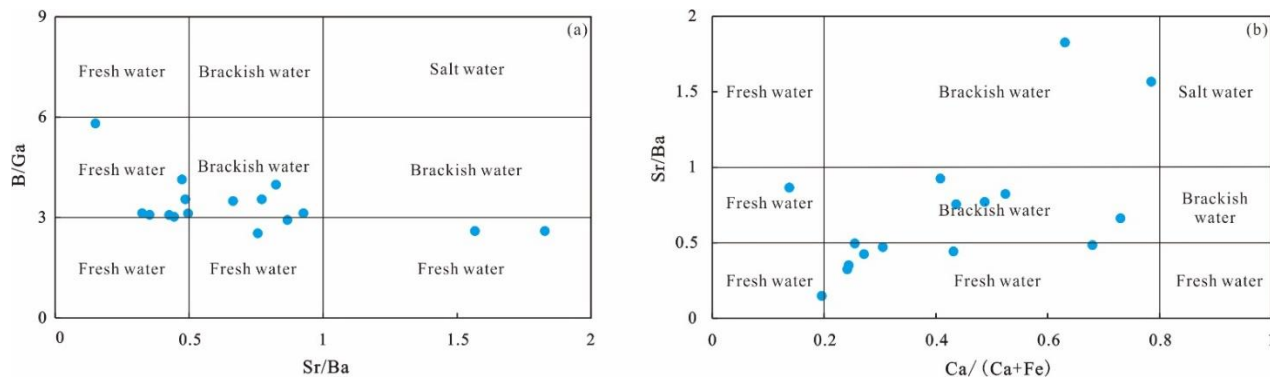 (a)
9
Fresh water
Brackish water
Salt water
6
Fresh water
Brackish water
Brackish water
B/Ga
3
Fresh water
Fresh water
Fresh water
0
0
0.5
1
1.5
2
Sr/Ba
(b)
2
1.5
Fresh water
Brackish water
Salt water
Sr/Ba
1
Fresh water
Brackish water
Brackish
water
0.5
Fresh water
Fresh water
Fresh water
0
0
0.2
0.4
0.6
0.8
1
Ca/(Ca+Fe)